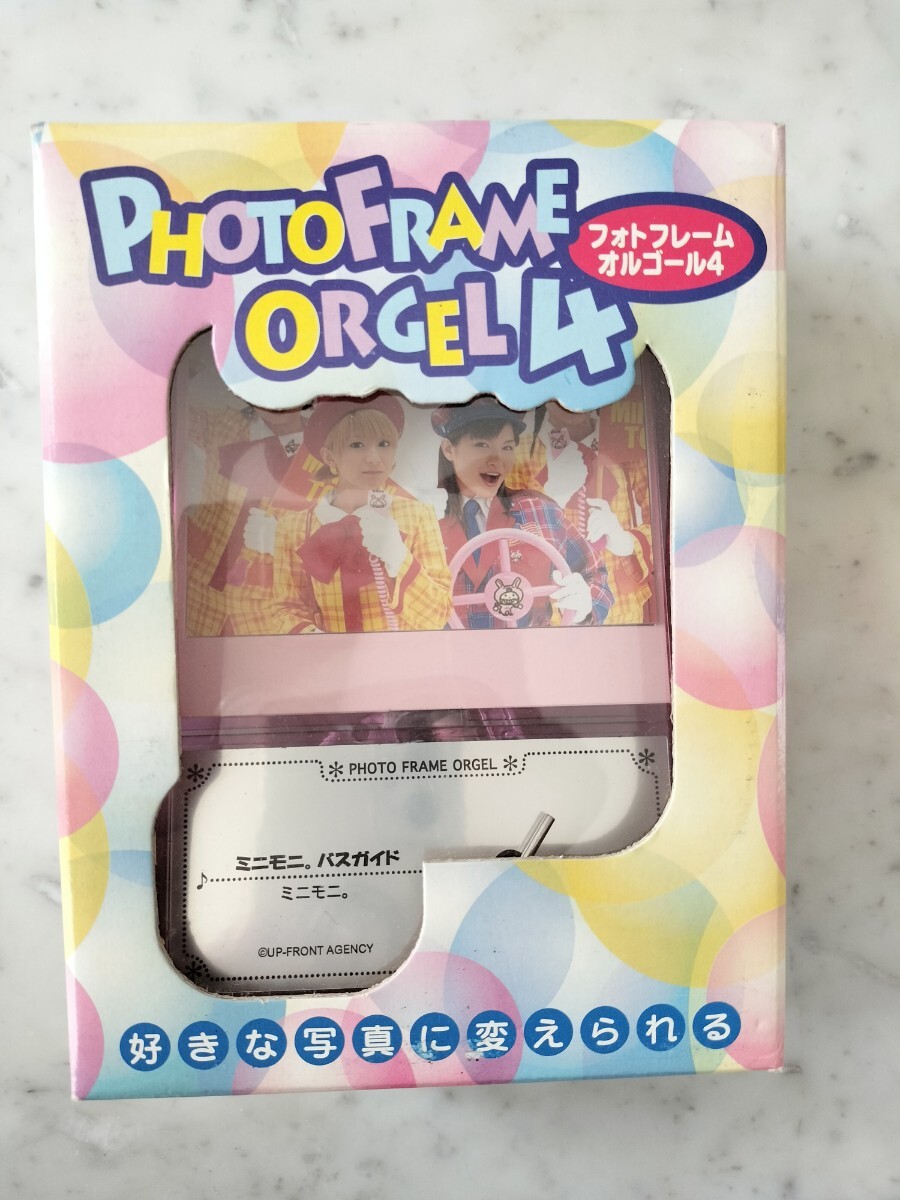 PHOTOFRAME
ORGEL 4
フォトフレーム
オルゴール4
PHOTO FRAME ORGEL
ミニモニ。バスガイド
ミニモニ。
©UP-FRONT AGENCY
好きな写真に変えられる